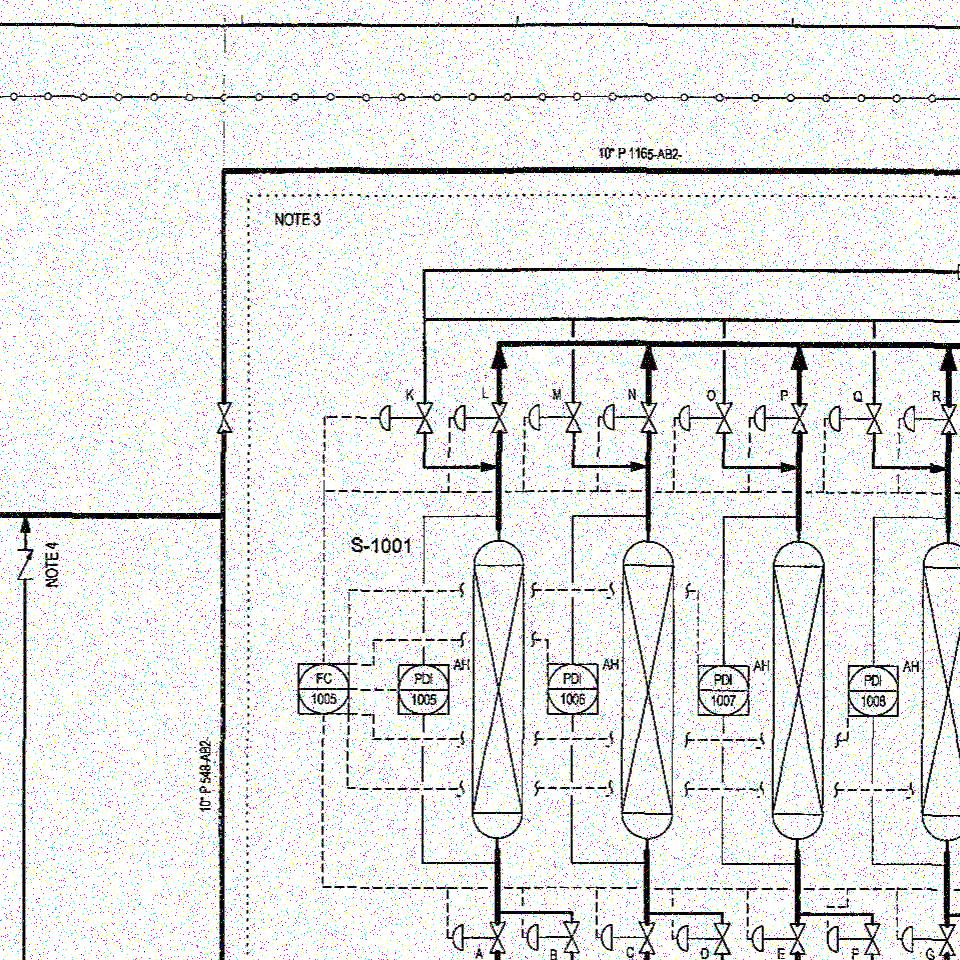 10" P 1165-AB2-
NOTE 3
K L M N O P Q R
S-1001
NOTE 4
AH AH AH AH
FC PDI PDI PDI PDI
1005 1005 1006 1007 1008
10" P 548-AB2
A B C D E F G